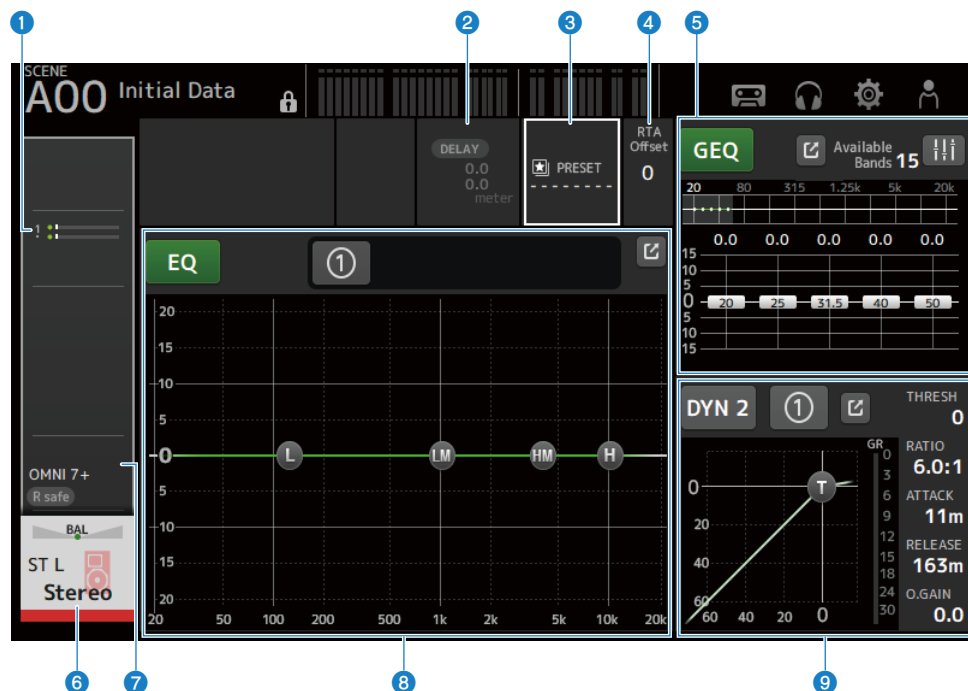 1 2 3 4 5
SCENE
A00 Initial Data
DELAY
0.0
0.0
meter
PRESET
------------
RTA
Offset
0
GEQ
Available
Bands 15
20 80 315 1.25k 5k 20k
0.0 0.0 0.0 0.0 0.0
15
10
5
0 20 25 31.5 40 50
5
10
15
1
EQ 1
20
15
10
5
0 L LM HM H
5
10
15
20
20 50 100 200 500 1k 2k 5k 10k 20k
OMNI 7+
R safe
BAL
ST L
Stereo
DYN 2 1
THRESH
0
RATIO
6.0:1
ATTACK
11m
RELEASE
163m
O.GAIN
0.0
GR
0
3
6
9
12
15
18
24
30
T
0
20
40
60
60 40 20 0
6 7 8 9